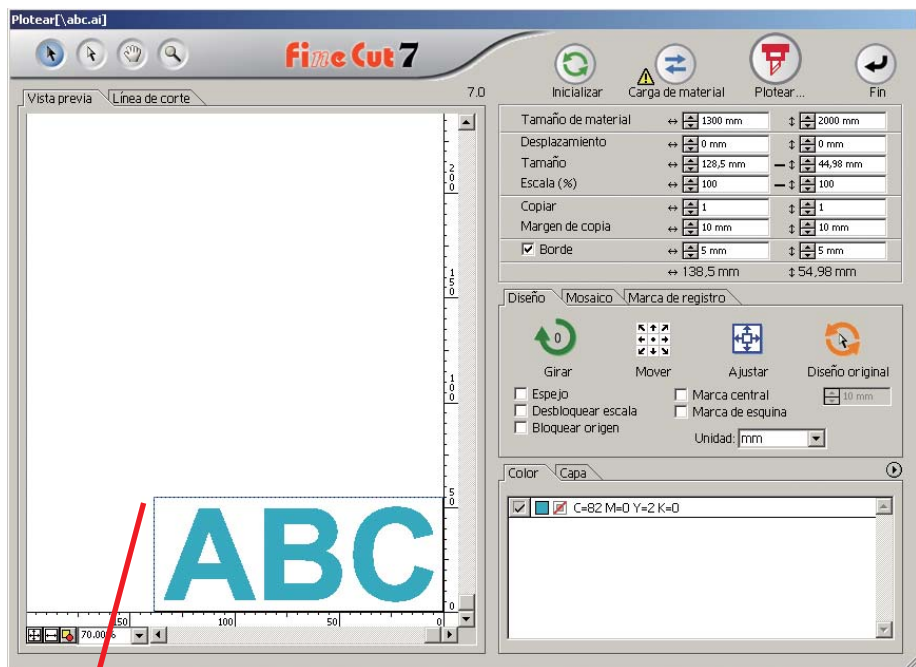 Plotear[\abc.ai]
Fine Cut 7
7.0
Inicializar
Carga de material
Plotear...
Fin
Vista previa
Línea de corte
Tamaño de material 1300 mm 2000 mm
Desplazamiento 0 mm 0 mm
Tamaño 128,5 mm 44,98 mm
Escala (%) 100 100
Copiar 1 1
Margen de copia 10 mm 10 mm
Borde 5 mm 5 mm
138,5 mm 54,98 mm
200
150
100
50
0
ABC
150 100 50 0
70.00%
Diseño Mosaico Marca de registro
0
Girar Mover Ajustar Diseño original
Espejo Marca central 10 mm
Desbloquear escala Marca de esquina
Bloquear origen
Unidad: mm
Color Capa
C=82 M=0 Y=2 K=0